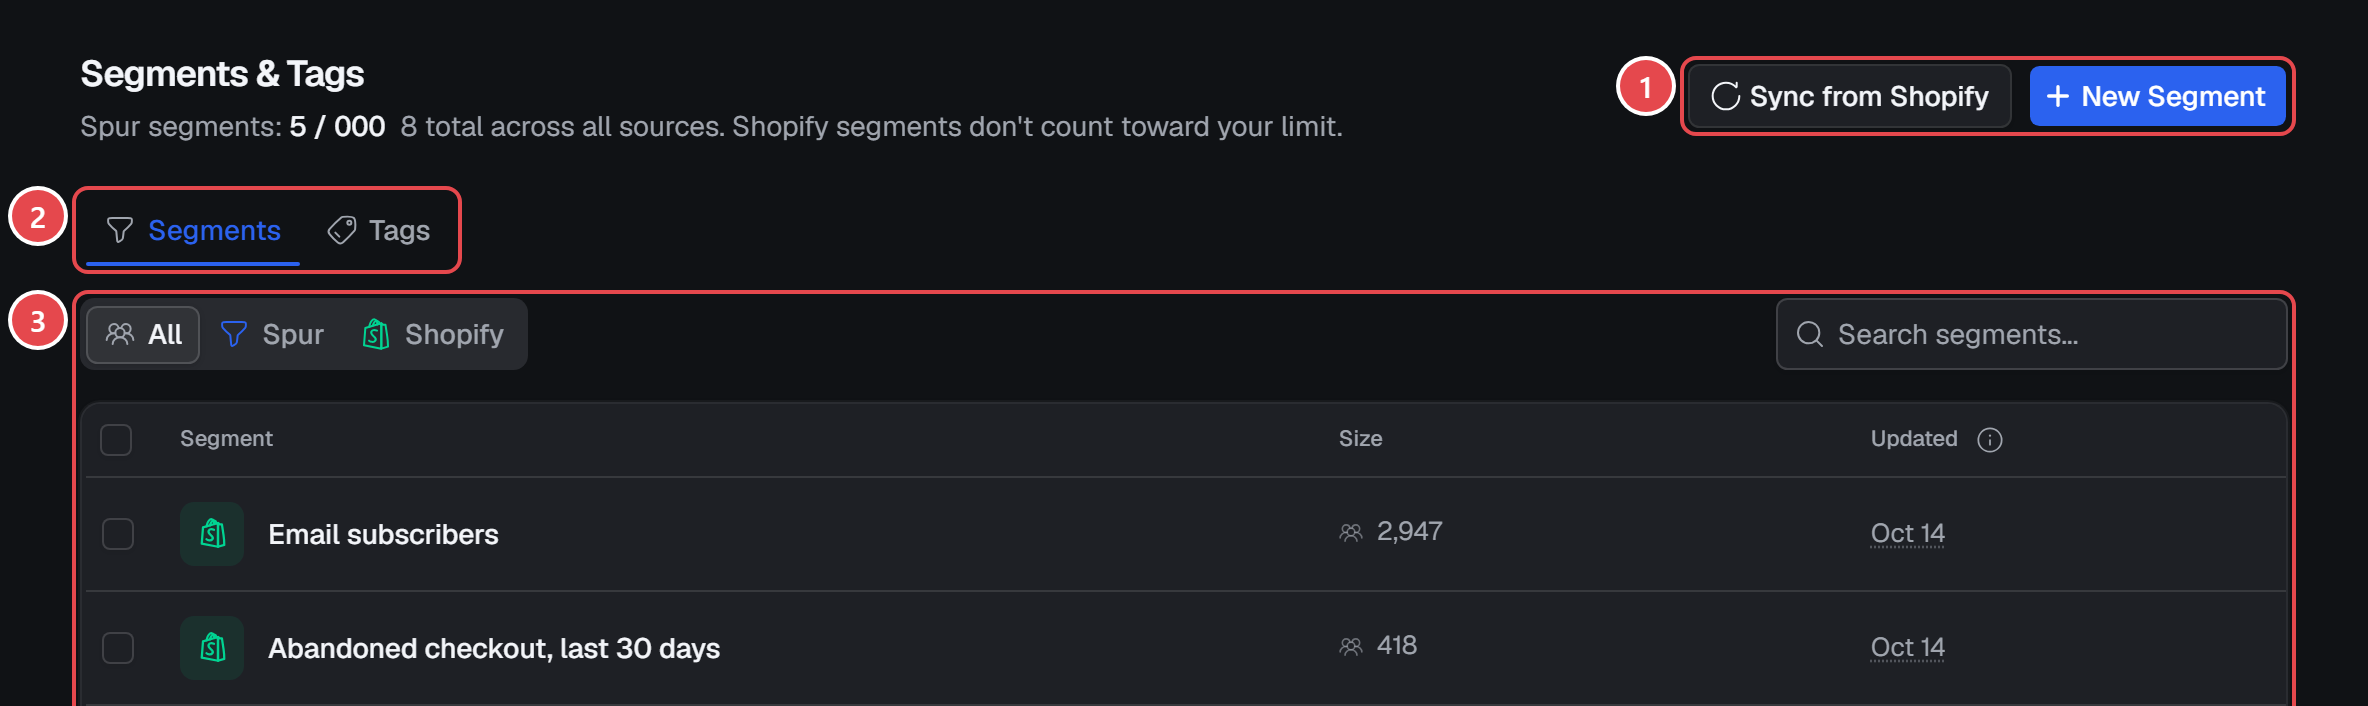 Segments & Tags
Spur segments: 5 / 000 8 total across all sources. Shopify segments don't count toward your limit.
1
Sync from Shopify
+ New Segment
2
Segments
Tags
3
All
Spur
Shopify
Search segments...
Segment
Size
Updated
Email subscribers
2,947
Oct 14
Abandoned checkout, last 30 days
418
Oct 14